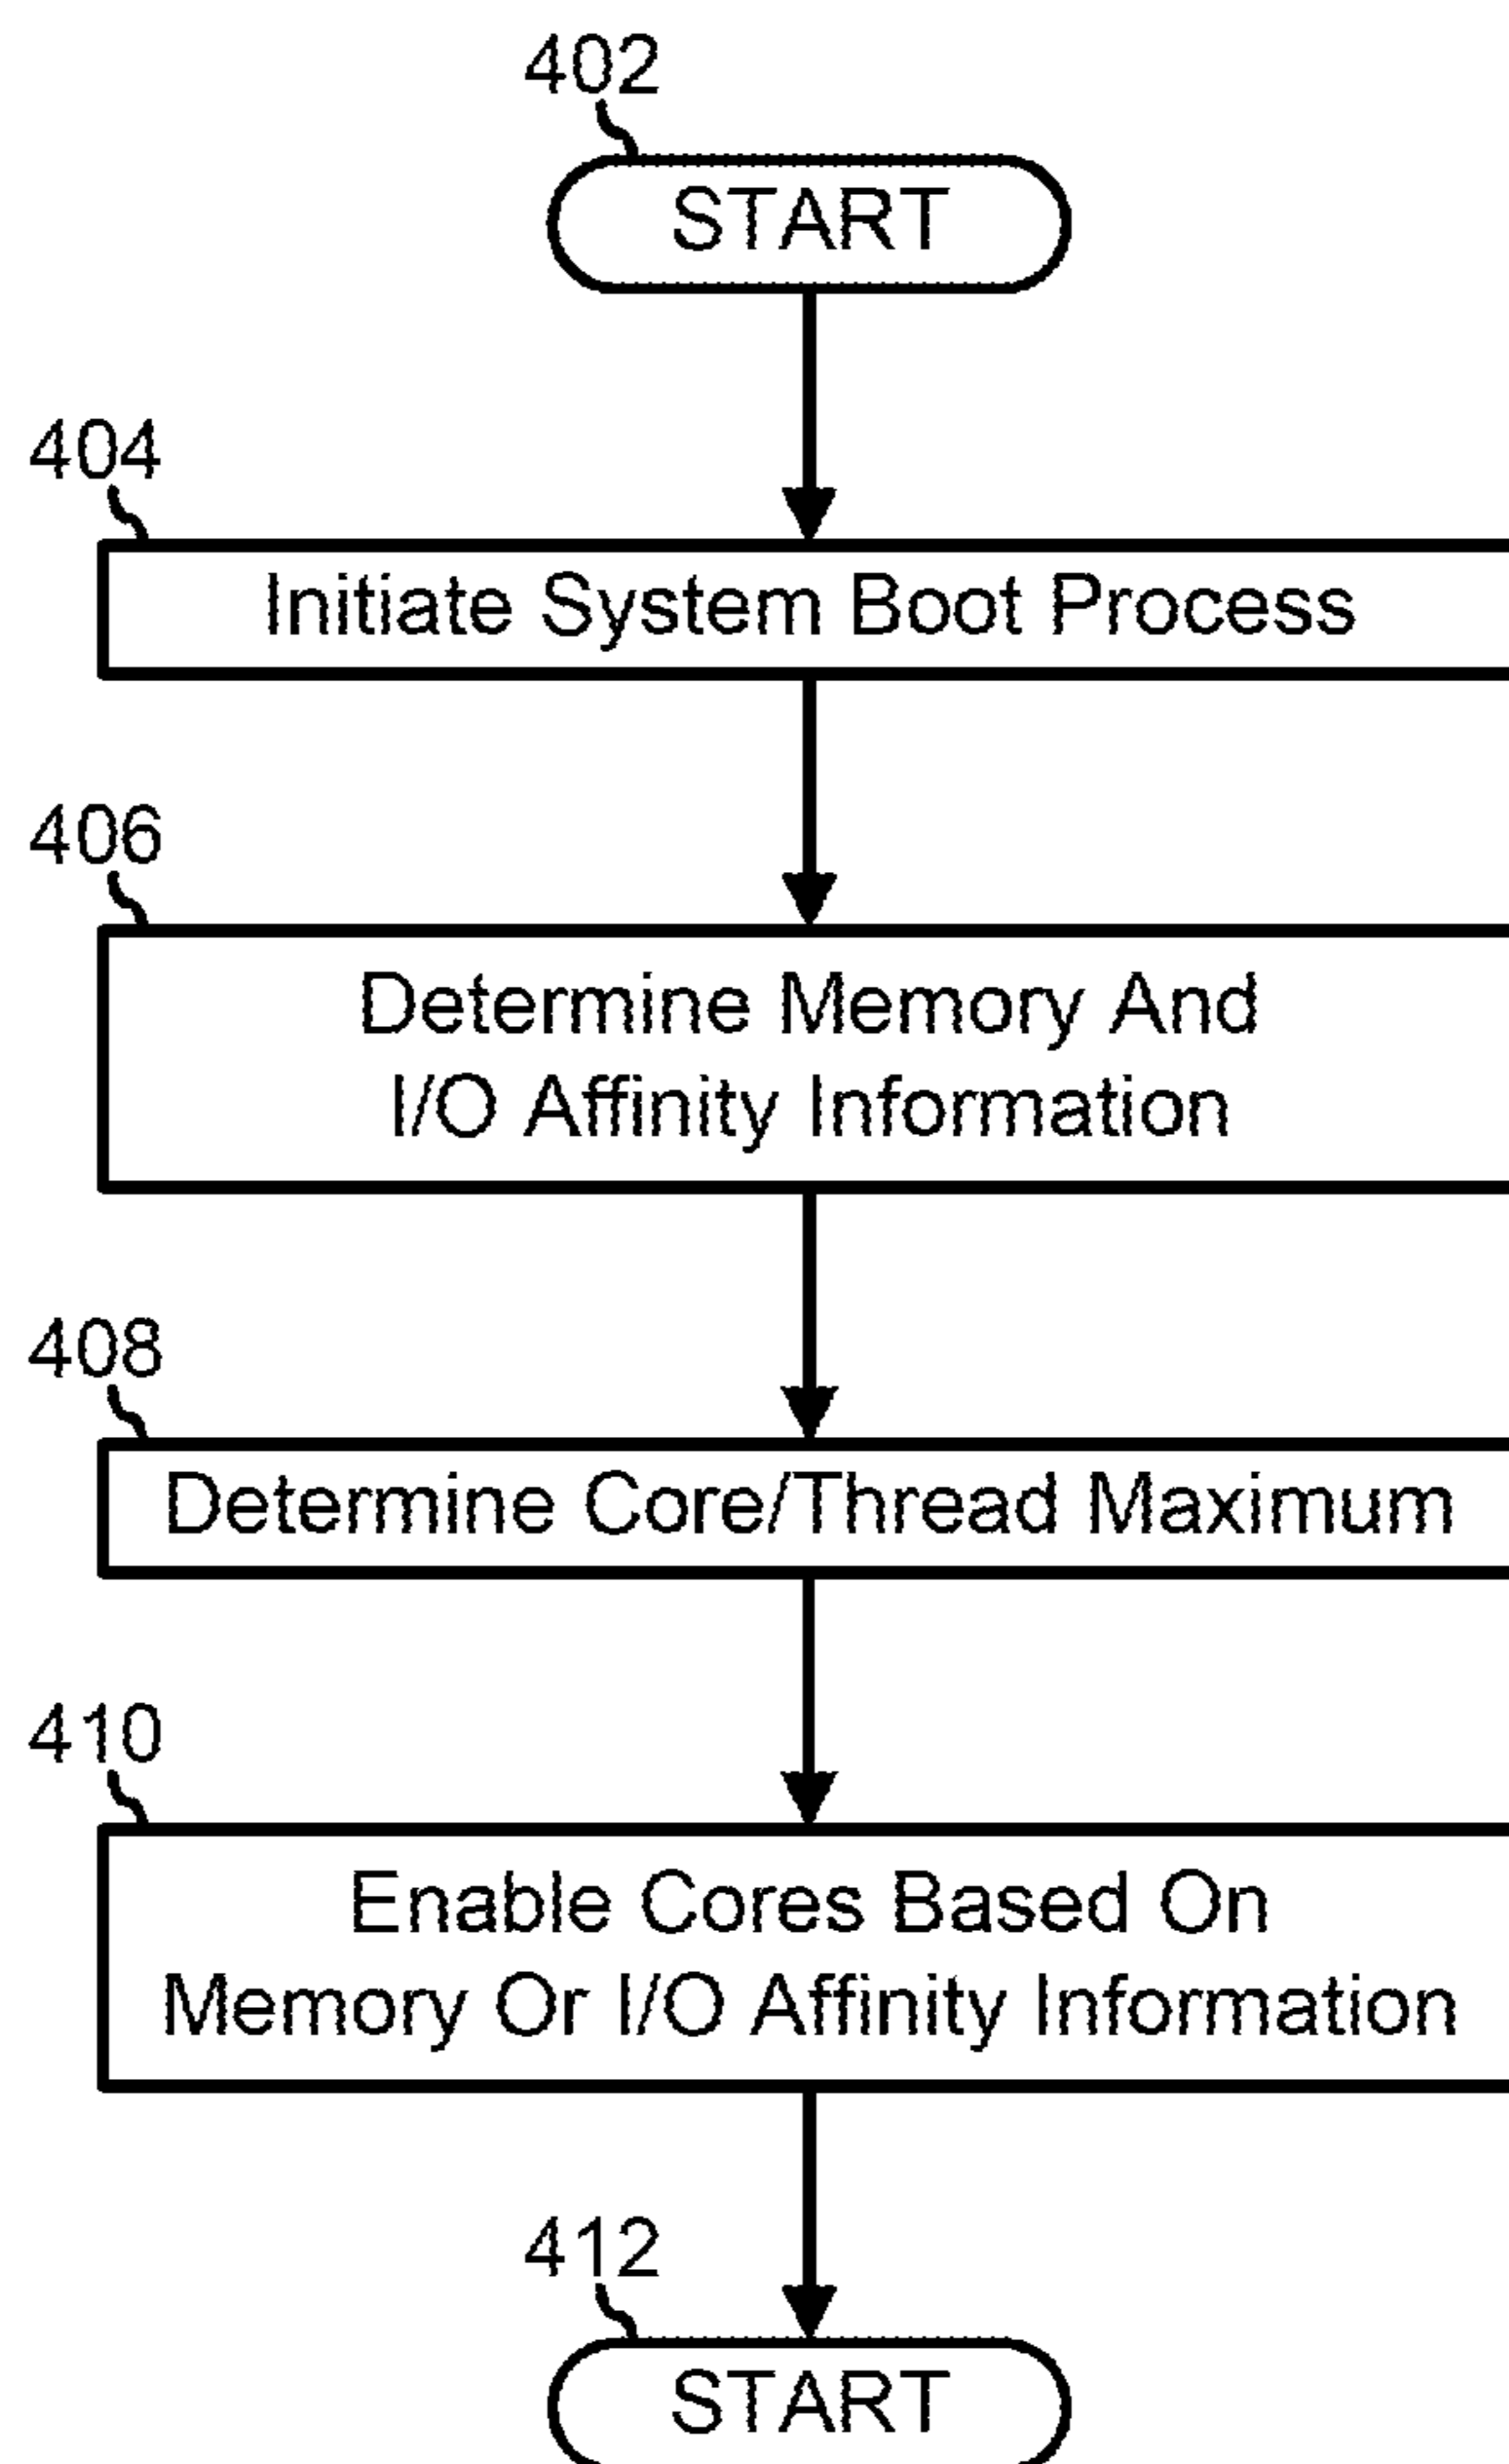 402
START
404
Initiate System Boot Process
406
Determine Memory And
I/O Affinity Information
408
Determine Core/Thread Maximum
410
Enable Cores Based On
Memory Or I/O Affinity Information
412
START